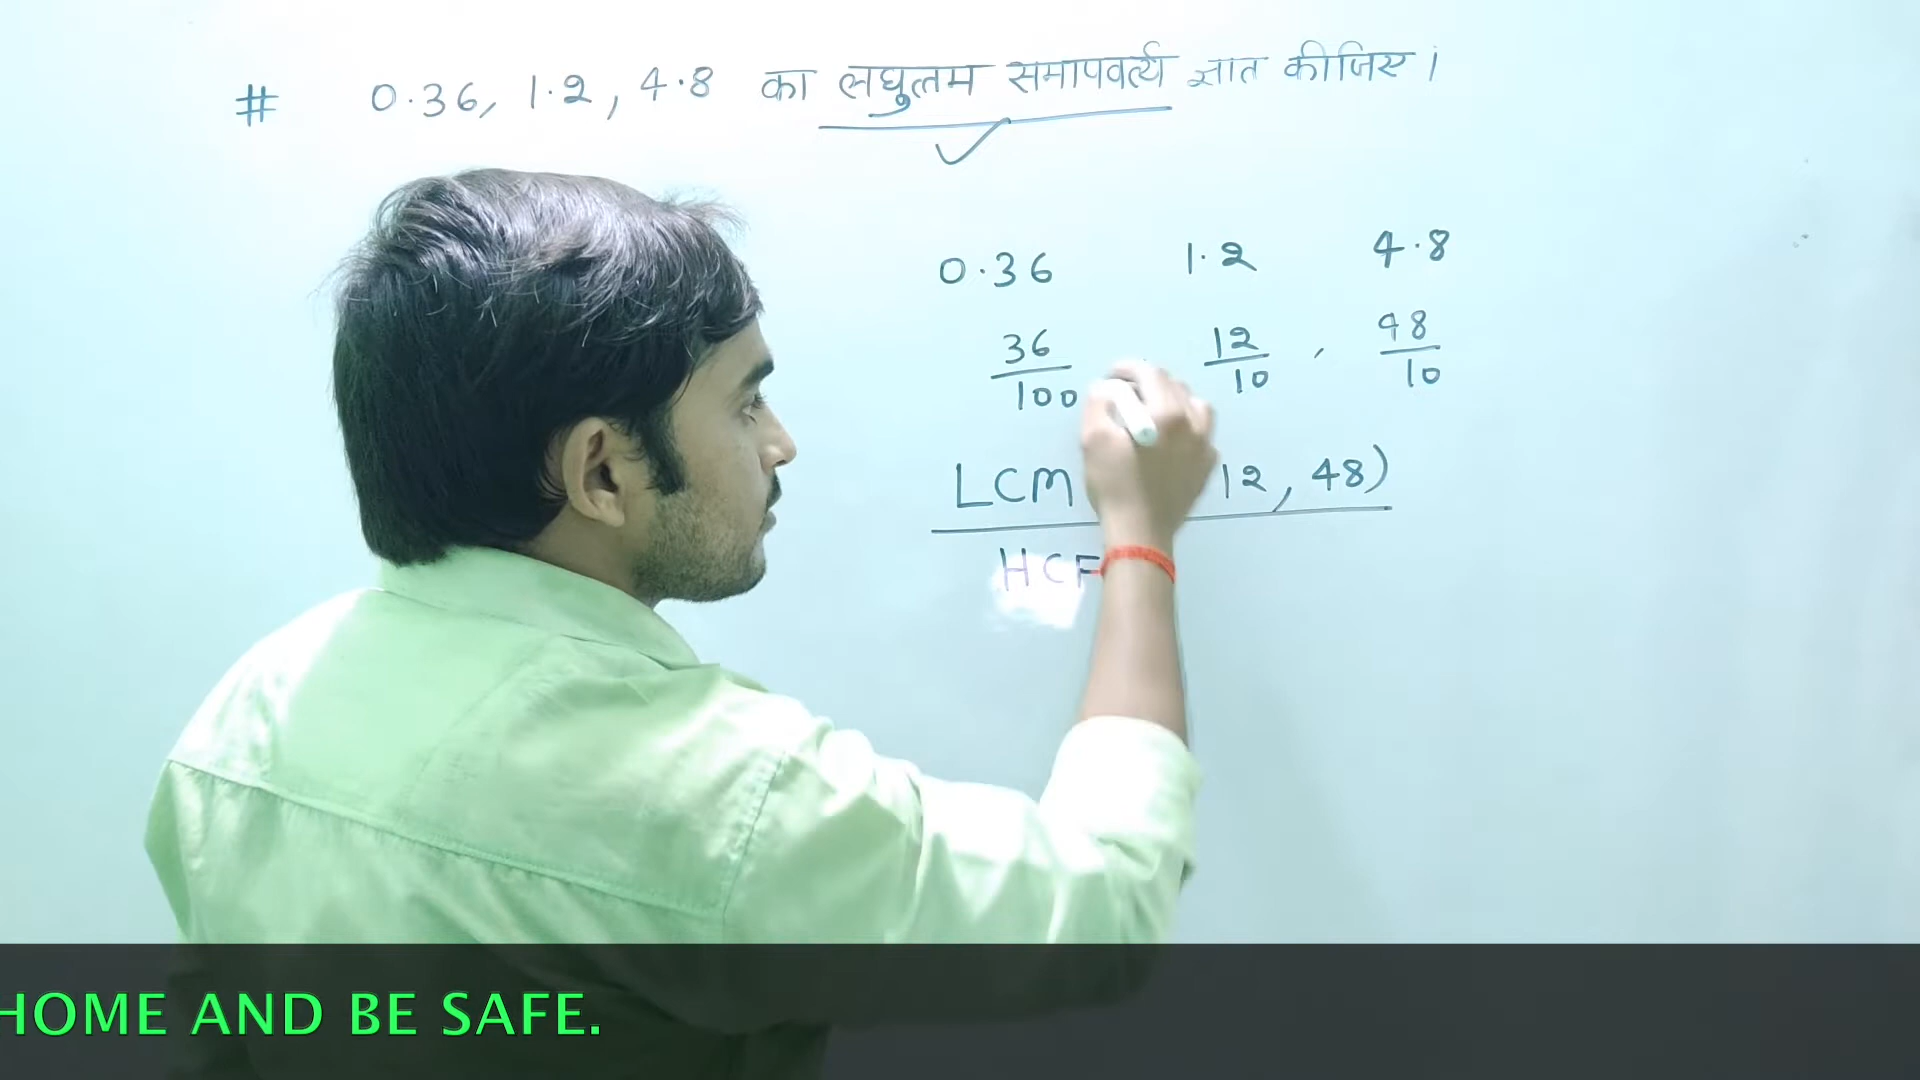 # 0.36, 1.2, 4.8 का लघुत्तम समापवर्त्य ज्ञात कीजिए।
0.36 1.2 4.8
36/100 12/10 , 48/10
LCM 12, 48)
HCF
HOME AND BE SAFE.